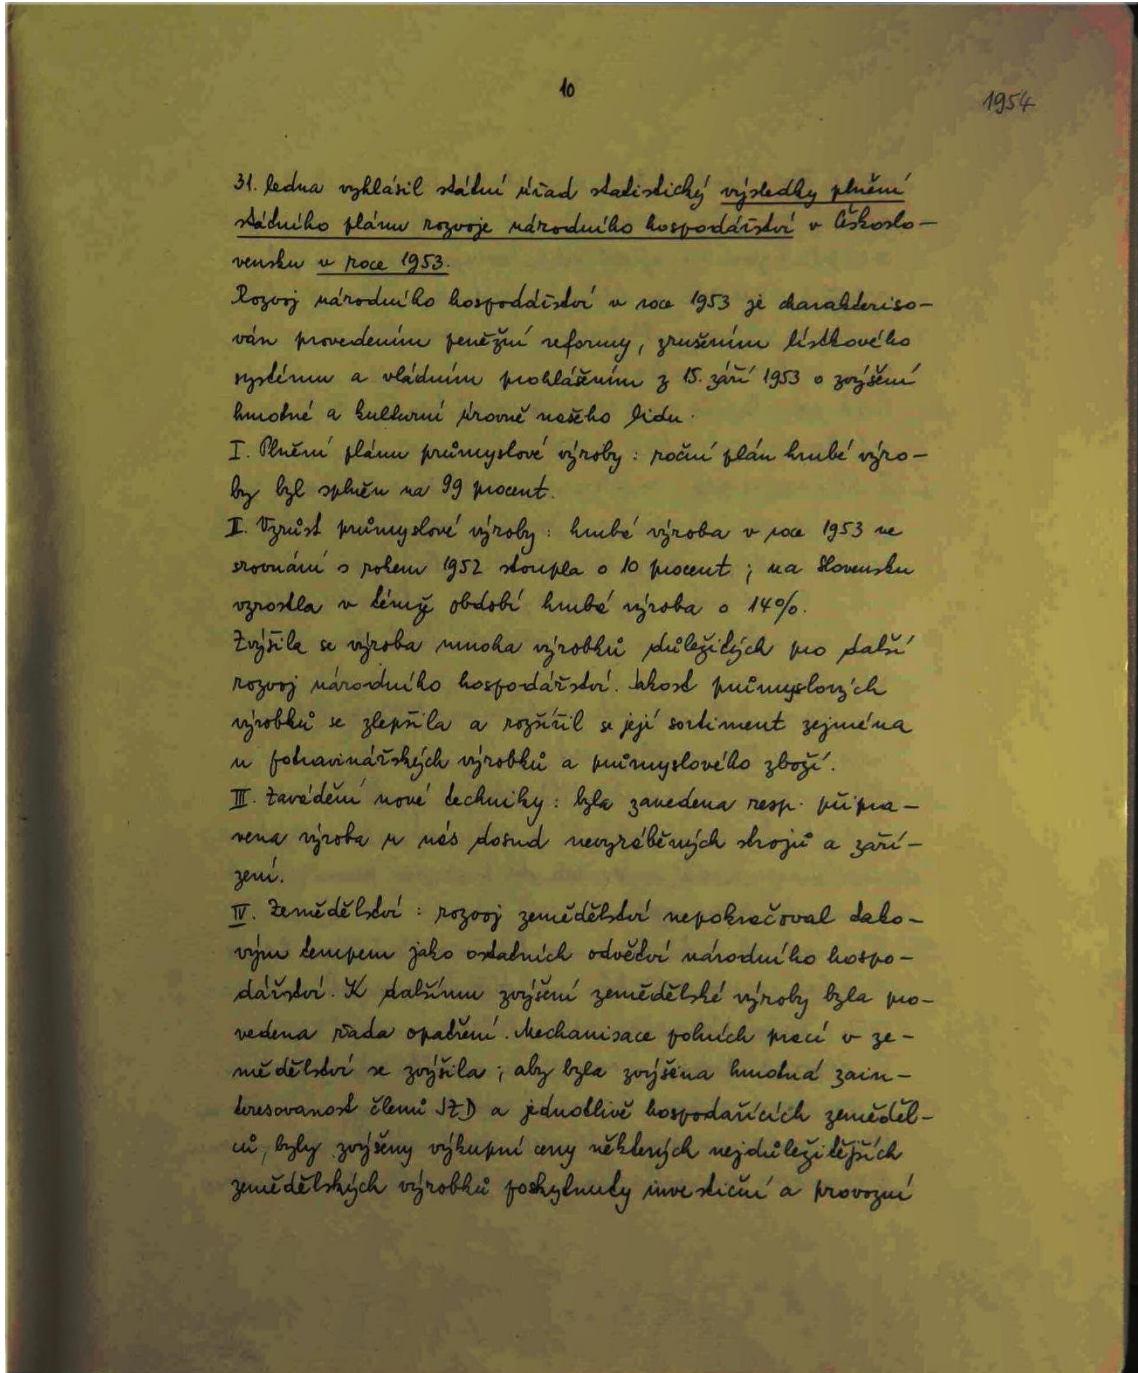 10
1954
31. ledna vyhlásil státní úřad statistický výsledky plnění
státního plánu rozvoje národního hospodářství v Českoslo-
vensku v roce 1953.
Rozvoj národního hospodářství v roce 1953 je charakteriso-
ván provedením peněžní reformy, zrušením lístkového
systému a vládním prohlášením z 15. září 1953 o zvýšení
hmotné a kulturní úrovně našeho lidu.
I. Plnění plánu průmyslové výroby: roční plán hrubé výro-
by byl splněn na 99 procent.
II. Vzrůst průmyslové výroby: hrubá výroba v roce 1953 ve
srovnání s rokem 1952 stoupla o 10 procent; na Slovensku
vzrostla v témž období hrubá výroba o 14%.
Zvýšila se výroba mnoha výrobků důležitých pro další
rozvoj národního hospodářství. Jakost průmyslových
výrobků se zlepšila a rozšířil se její sortiment zejména
u potravinářských výrobků a průmyslového zboží.
III. Zavádění nové techniky: byla zavedena resp. připra-
vena výroba u nás dosud nevyráběných strojů a zaří-
zení.
IV. Zemědělství: rozvoj zemědělství nepokračoval tako-
vým tempem jako ostatních odvětví národního hospo-
dářství. K dalšímu zvýšení zemědělské výroby byla pro-
vedena řada opatření. Mechanisace polních prací v ze-
mědělství se zvýšila; aby byla zvýšena hmotná zain-
teresovanost členů JZD a jednotlivě hospodařících zeměděl-
ců, byly zvýšeny výkupní ceny některých nejdůležitějších
zemědělských výrobků poskytnuty investiční a provozní